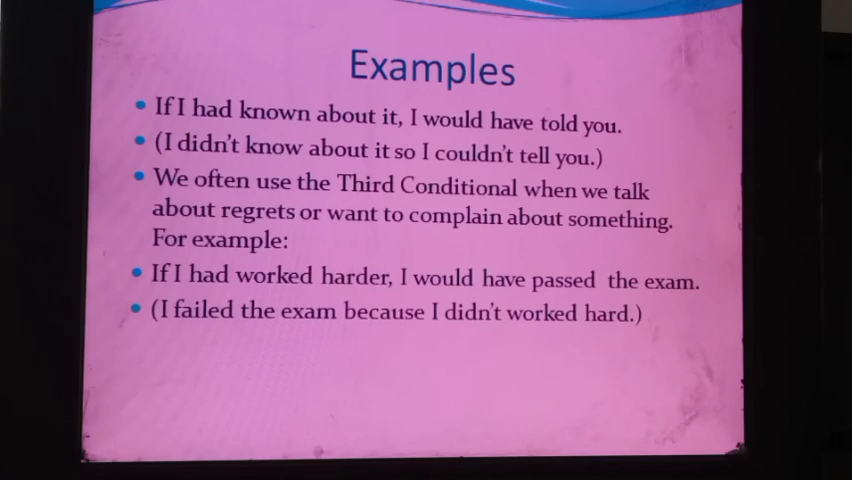 Examples
• If I had known about it, I would have told you.
• (I didn't know about it so I couldn't tell you.)
• We often use the Third Conditional when we talk
about regrets or want to complain about something.
For example:
• If I had worked harder, I would have passed the exam.
• (I failed the exam because I didn't worked hard.)